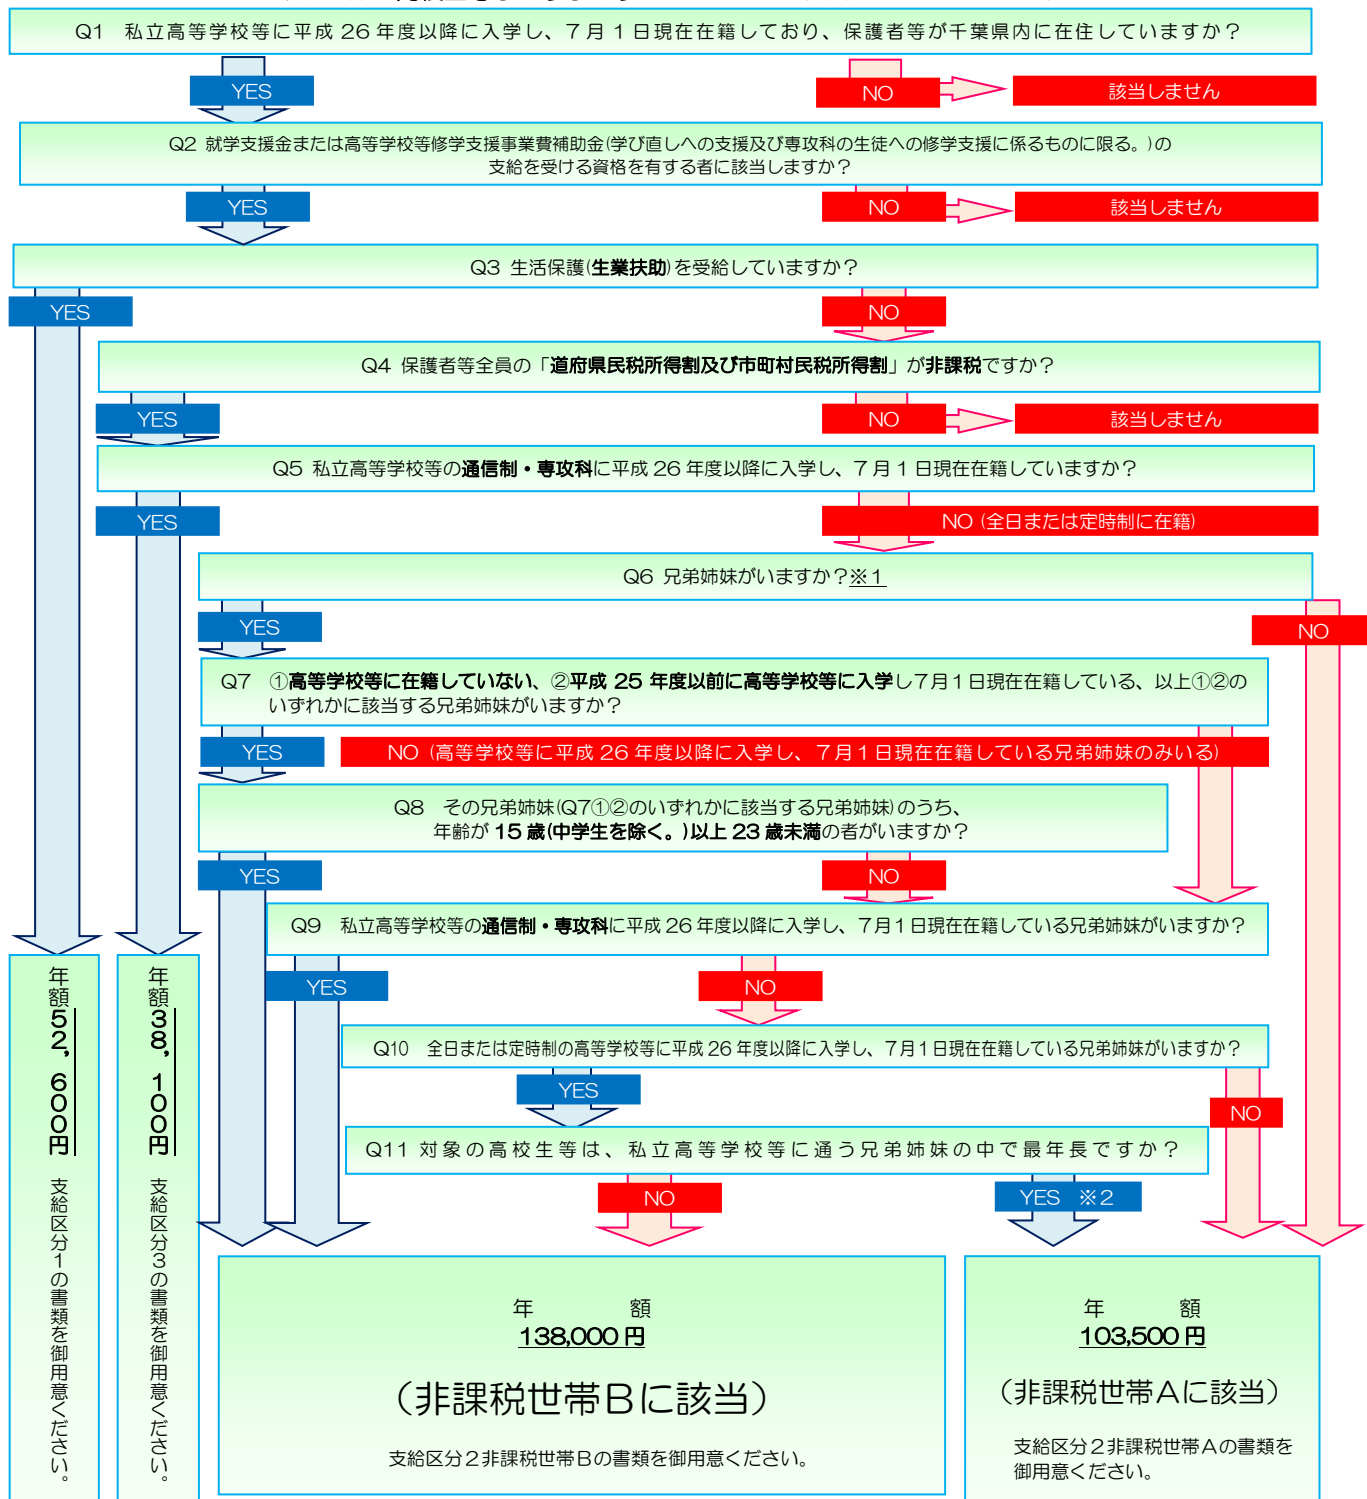 Q1　私立高等学校等に平成 26 年度以降に入学し、７月１日現在在籍しており、保護者等が千葉県内に在住していますか？
YES
NO
該当しません
Q2 就学支援金または高等学校等修学支援事業費補助金(学び直しへの支援及び専攻科の生徒への修学支援に係るものに限る。)の
支給を受ける資格を有する者に該当しますか？
YES
NO
該当しません
Q3 生活保護(生業扶助)を受給していますか？
YES
NO
Q4 保護者等全員の「道府県民税所得割及び市町村民税所得割」が非課税ですか？
YES
NO
該当しません
Q5 私立高等学校等の通信制・専攻科に平成 26 年度以降に入学し、７月１日現在在籍していますか？
YES
NO (全日または定時制に在籍)
Q6 兄弟姉妹がいますか？※１
YES
NO
Q7　①高等学校等に在籍していない、②平成 25 年度以前に高等学校等に入学し７月１日現在在籍している、以上①②の
いずれかに該当する兄弟姉妹がいますか？
YES
NO (高等学校等に平成 26 年度以降に入学し、７月１日現在在籍している兄弟姉妹のみいる)
Q8　その兄弟姉妹(Q7①②のいずれかに該当する兄弟姉妹)のうち、
年齢が 15 歳(中学生を除く。)以上 23 歳未満の者がいますか？
YES
NO
Q9　私立高等学校等の通信制・専攻科に平成 26 年度以降に入学し、７月１日現在在籍している兄弟姉妹がいますか？
YES
NO
Q10　全日または定時制の高等学校等に平成 26 年度以降に入学し、７月１日現在在籍している兄弟姉妹がいますか？
YES
NO
Q11 対象の高校生等は、私立高等学校等に通う兄弟姉妹の中で最年長ですか？
NO
YES ※２
年額５２，６００円　支給区分１の書類を御用意ください。
年額３８，１００円　支給区分３の書類を御用意ください。
年　額
138,000 円
（非課税世帯Ｂに該当）
支給区分２非課税世帯Ｂの書類を御用意ください。
年　額
103,500 円
（非課税世帯Ａに該当）
支給区分２非課税世帯Ａの書類を
御用意ください。